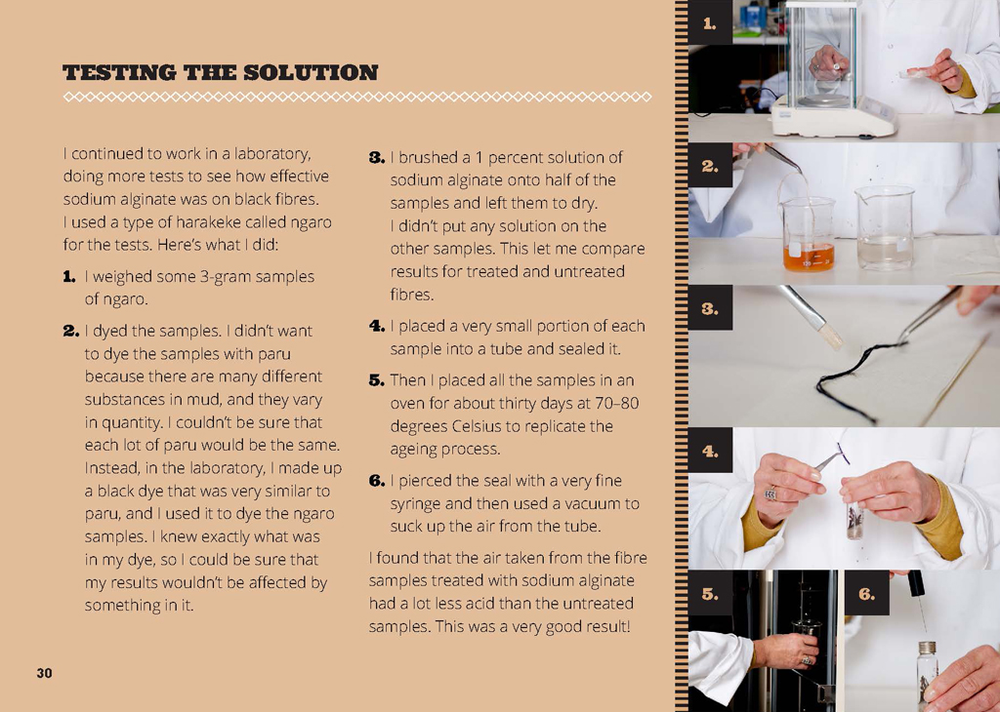 TESTING THE SOLUTION
I continued to work in a laboratory,
doing more tests to see how effective
sodium alginate was on black fibres.
I used a type of harakeke called ngaro
for the tests. Here's what I did:
1. I weighed some 3-gram samples
of ngaro.
2. I dyed the samples. I didn't want
to dye the samples with paru
because there are many different
substances in mud, and they vary
in quantity. I couldn't be sure that
each lot of paru would be the same.
Instead, in the laboratory, I made up
a black dye that was very similar to
paru, and I used it to dye the ngaro
samples. I knew exactly what was
in my dye, so I could be sure that
my results wouldn't be affected by
something in it.
3. I brushed a 1 percent solution of
sodium alginate onto half of the
samples and left them to dry.
I didn't put any solution on the
other samples. This let me compare
results for treated and untreated
fibres.
4. I placed a very small portion of each
sample into a tube and sealed it.
5. Then I placed all the samples in an
oven for about thirty days at 70–80
degrees Celsius to replicate the
ageing process.
6. I pierced the seal with a very fine
syringe and then used a vacuum to
suck up the air from the tube.
I found that the air taken from the fibre
samples treated with sodium alginate
had a lot less acid than the untreated
samples. This was a very good result!
30
1.
2.
3.
4.
5.
6.